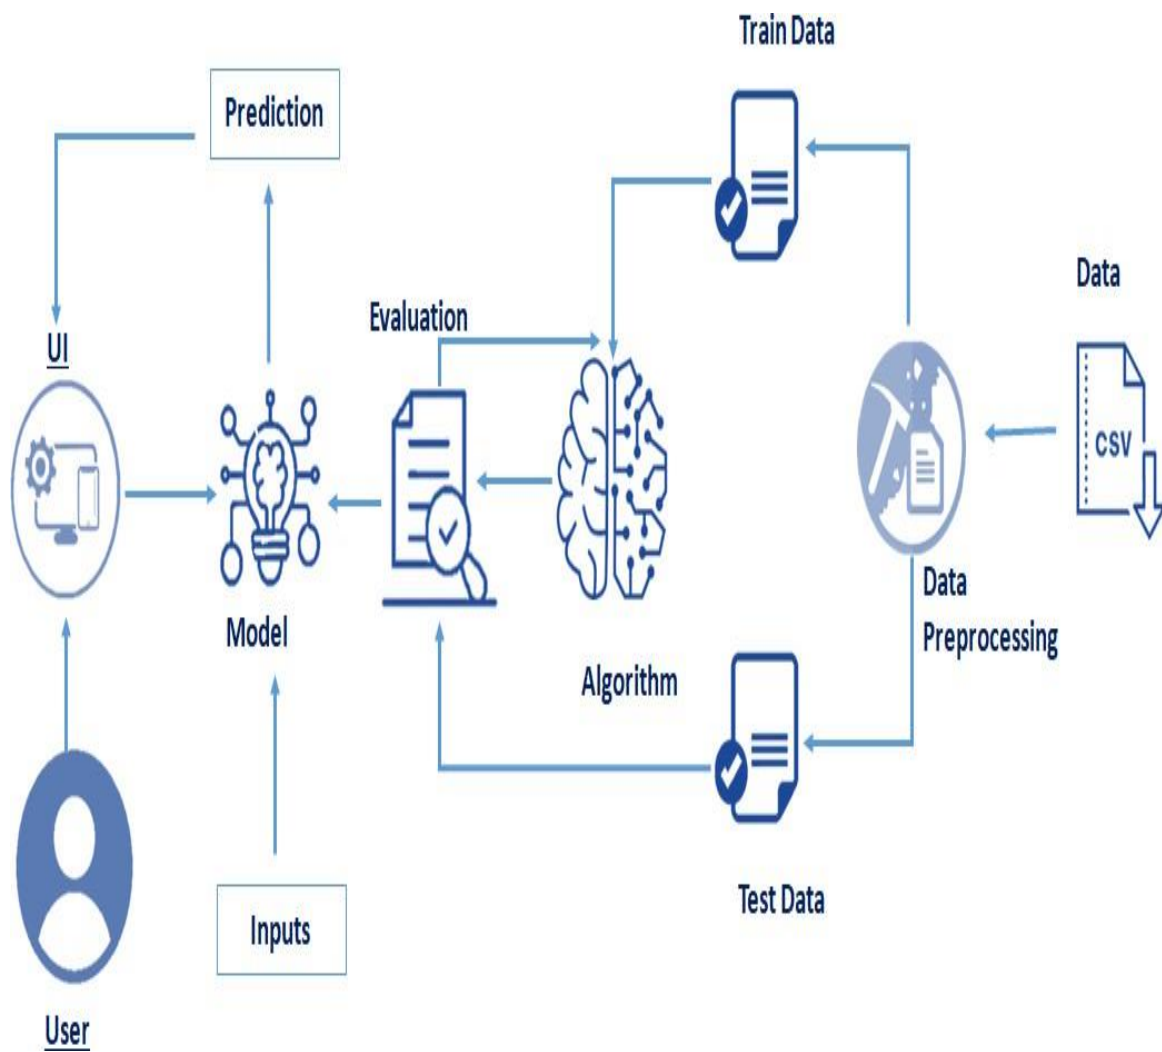 Train Data
Prediction
Data
Evaluation
UI
CSV
Data
Preprocessing
Model
Algorithm
Test Data
Inputs
User